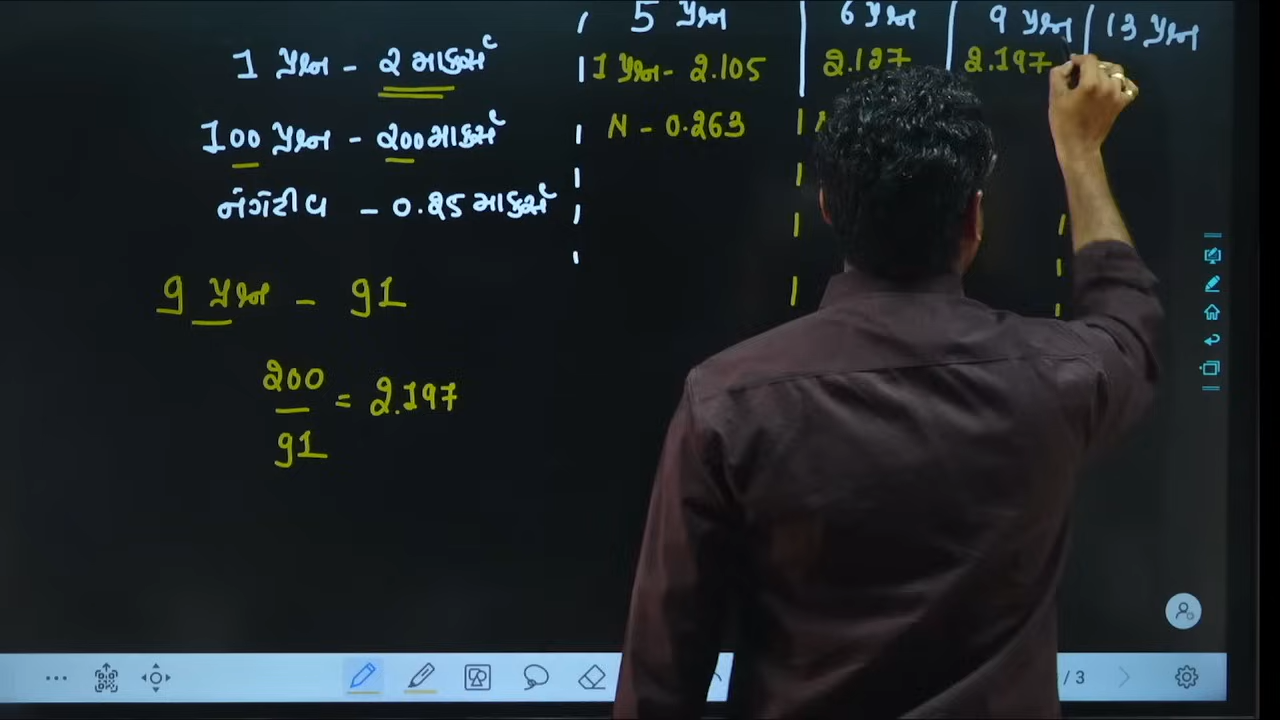 5 પ્રશ્ન
6 પ્રશ્ન
9 પ્રશ્ન
13 પ્રશ્ન
1 પ્રશ્ન - 2 માર્ક્સ
1 પ્રશ્ન - 2.105
2.127
2.197
100 પ્રશ્ન - 200 માર્ક્સ
N - 0.263
નેગેટીવ - 0.25 માર્ક્સ
9 પ્રશ્ન - 91
200
= 2.197
91
/ 3